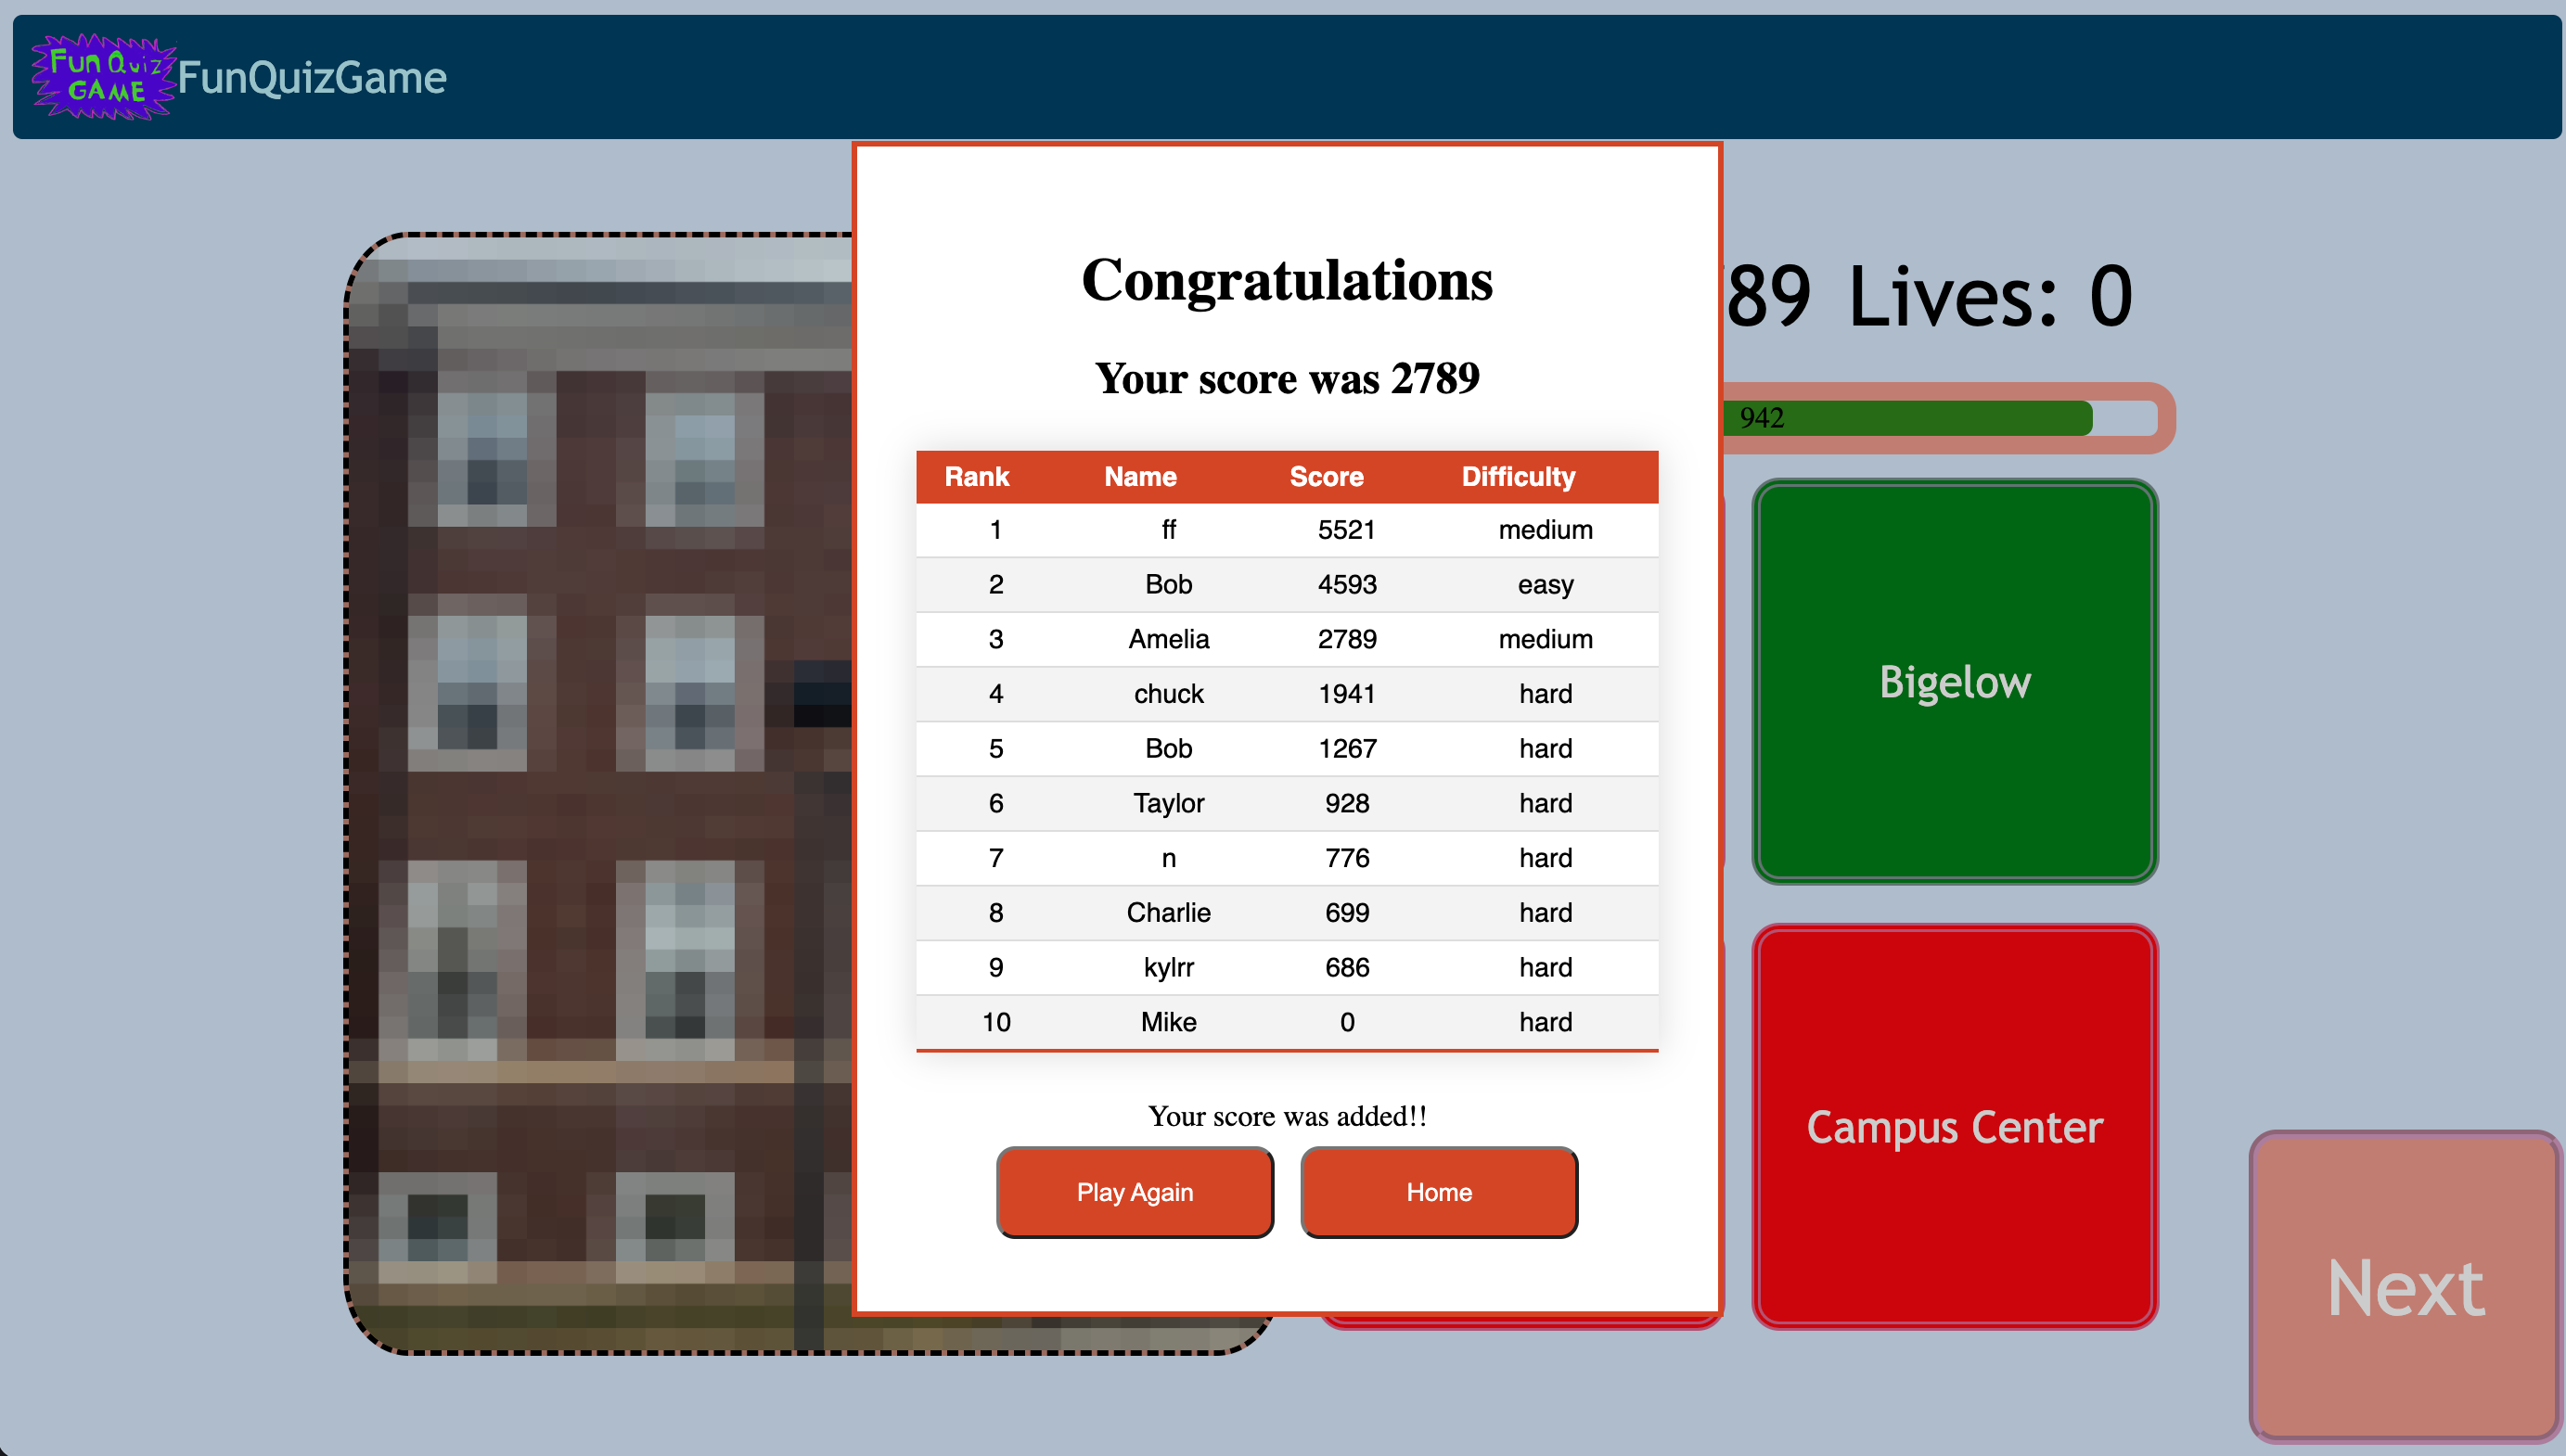 Fun Quiz
GAME
FunQuizGame
Congratulations
Your score was 2789
89 Lives: 0
942
Rank Name Score Difficulty
1 ff 5521 medium
2 Bob 4593 easy
3 Amelia 2789 medium
4 chuck 1941 hard
5 Bob 1267 hard
6 Taylor 928 hard
7 n 776 hard
8 Charlie 699 hard
9 kylrr 686 hard
10 Mike 0 hard
Your score was added!!
Play Again
Home
Bigelow
Campus Center
Next